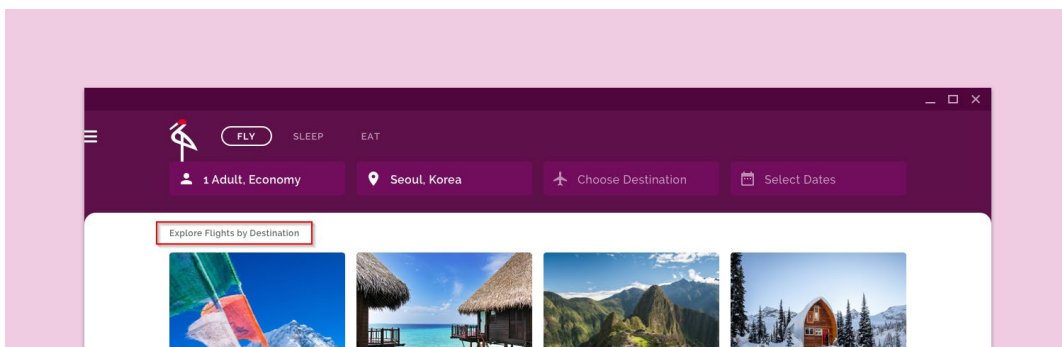 FLY SLEEP EAT
1 Adult, Economy Seoul, Korea Choose Destination Select Dates
Explore Flights by Destination